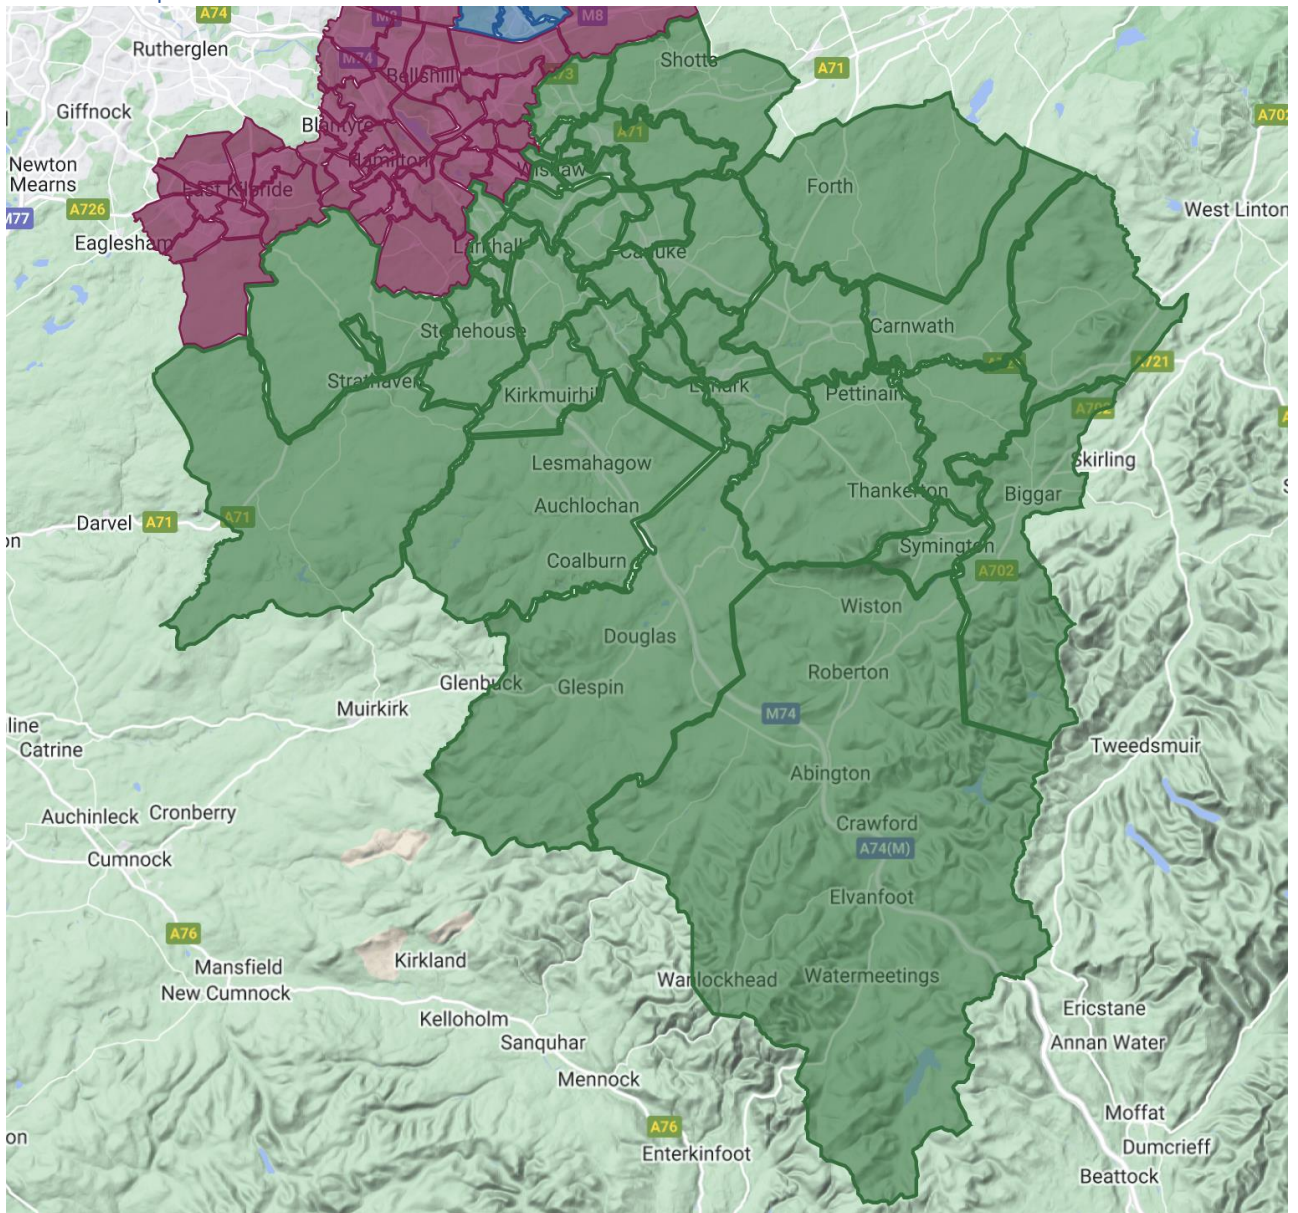 A74
M8
M8
Rutherglen
M74
Bellshill
A73
Shotts
A71
Giffnock
Blantyre
A71
A702
Newton
Mearns
Hamilton
Wishaw
East Kilbride
Forth
M77
A726
West Linton
Eaglesham
Larkhall
Carluke
Stonehouse
Carnwath
A721
Strathaven
Kirkmuirhill
Lanark
Pettinain
A702
Lesmahagow
Skirling
Auchlochan
Thankerton
Biggar
Darvel
A71
A71
Coalburn
Symington
A702
Wiston
Douglas
Roberton
Glenbuck
Glespin
Muirkirk
M74
Catrine
Tweedsmuir
Abington
Auchinleck
Cronberry
Crawford
A74(M)
Cumnock
Elvanfoot
A76
Mansfield
Kirkland
New Cumnock
Wanlockhead
Watermeetings
Ericstane
Kelloholm
Annan Water
Sanquhar
Mennock
Moffat
A76
Dumcrieff
Enterkinfoot
Beattock